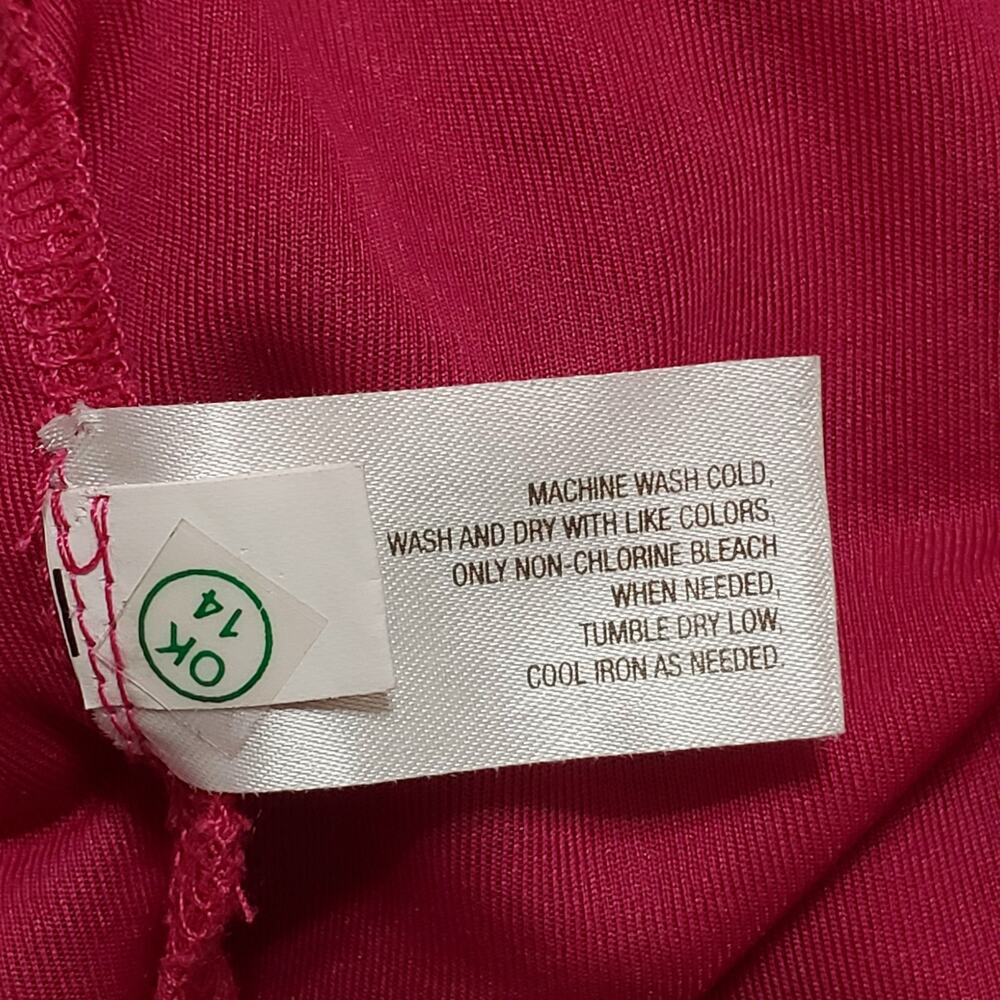 MACHINE WASH COLD,
WASH AND DRY WITH LIKE COLORS,
ONLY NON-CHLORINE BLEACH
WHEN NEEDED,
TUMBLE DRY LOW,
COOL IRON AS NEEDED.
OK
14